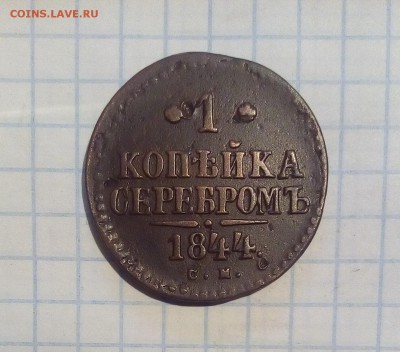 COINS.LAVE.RU
1
КОПѢЙКА
СЕРЕБРОМЪ
1844.
С. М.